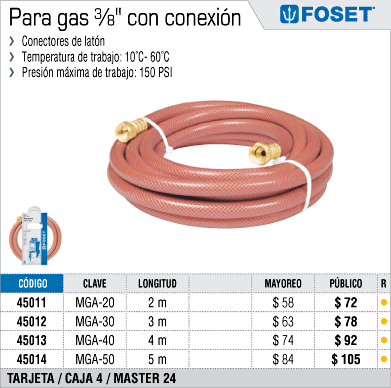 Para gas 3/8" con conexión
FOSET®
› Conectores de latón
› Temperatura de trabajo: 10°C- 60°C
› Presión máxima de trabajo: 150 PSI
FOSET
CÓDIGO CLAVE LONGITUD MAYOREO PÚBLICO R
45011 MGA-20 2 m $ 58 $ 72
45012 MGA-30 3 m $ 63 $ 78
45013 MGA-40 4 m $ 74 $ 92
45014 MGA-50 5 m $ 84 $ 105
TARJETA / CAJA 4 / MASTER 24